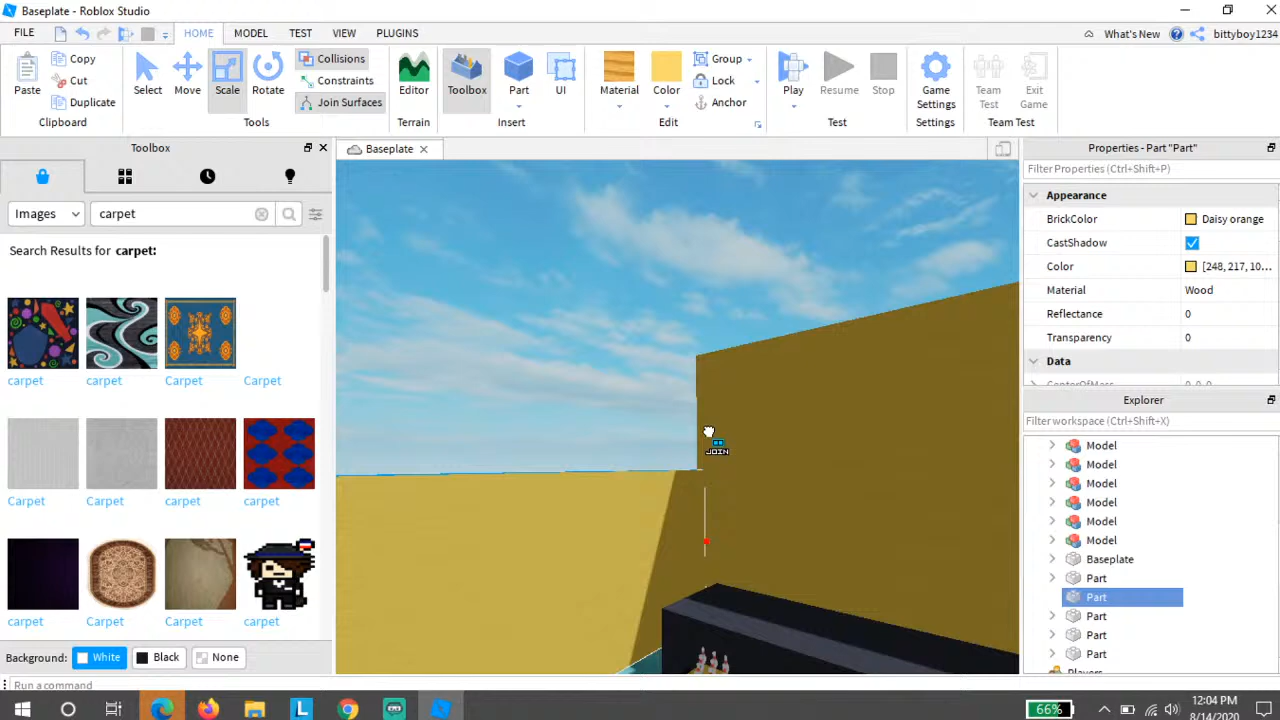 Baseplate - Roblox Studio
FILE HOME MODEL TEST VIEW PLUGINS What's New bittyboy1234
Paste Copy Cut Duplicate Clipboard
Select Move Scale Rotate Tools
Collisions
Constraints
Join Surfaces
Editor Terrain
Toolbox Part UI Insert
Material Color Group Lock Anchor Edit
Play Resume Stop Test
Game Settings Settings
Team Test Exit Game Team Test
Toolbox
Images carpet
Search Results for carpet:
carpet carpet Carpet Carpet
Carpet Carpet carpet carpet
carpet Carpet carpet carpet
Background: White Black None
Run a command
Baseplate
JOIN
Properties - Part "Part"
Filter Properties (Ctrl+Shift+P)
Appearance
BrickColor Daisy orange
CastShadow
Color [248, 217, 10...
Material Wood
Reflectance 0
Transparency 0
Data
CenterOfMass 0, 0, 0
Explorer
Filter workspace (Ctrl+Shift+X)
Model
Model
Model
Model
Model
Model
Baseplate
Part
Part
Part
Part
Part
Players
66%
12:04 PM
8/14/2020